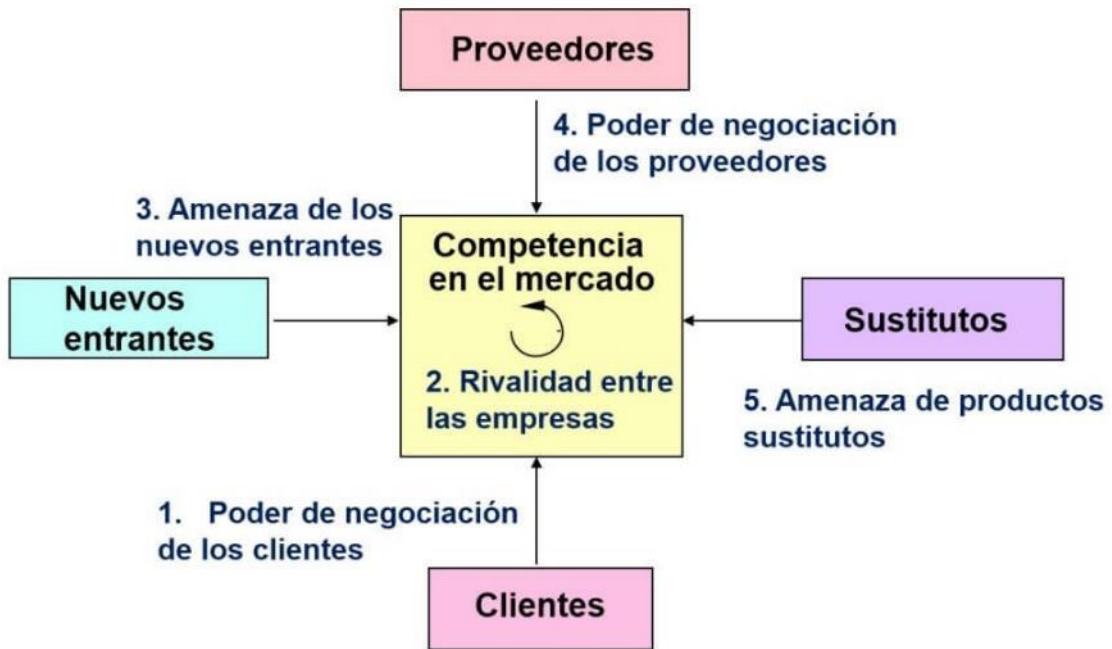 Proveedores
4. Poder de negociación
de los proveedores
3. Amenaza de los
nuevos entrantes
Competencia
en el mercado
Nuevos
entrantes
Sustitutos
2. Rivalidad entre
las empresas
5. Amenaza de productos
sustitutos
1. Poder de negociación
de los clientes
Clientes